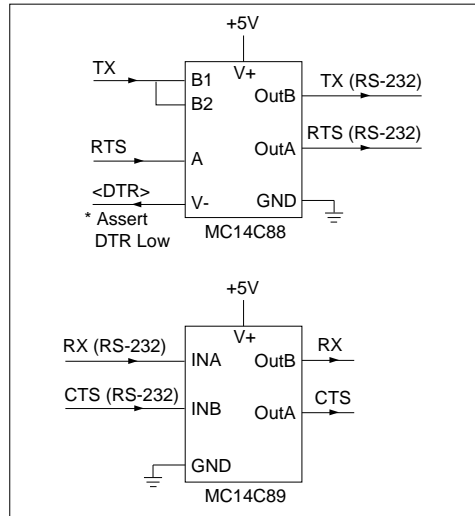 +5V
V+
TX
B1
TX (RS-232)
OutB
B2
RTS (RS-232)
RTS
A
OutA
<DTR>
V-
GND
* Assert
DTR Low
MC14C88
+5V
V+
RX (RS-232)
INA
OutB
RX
CTS (RS-232)
INB
OutA
CTS
GND
MC14C89